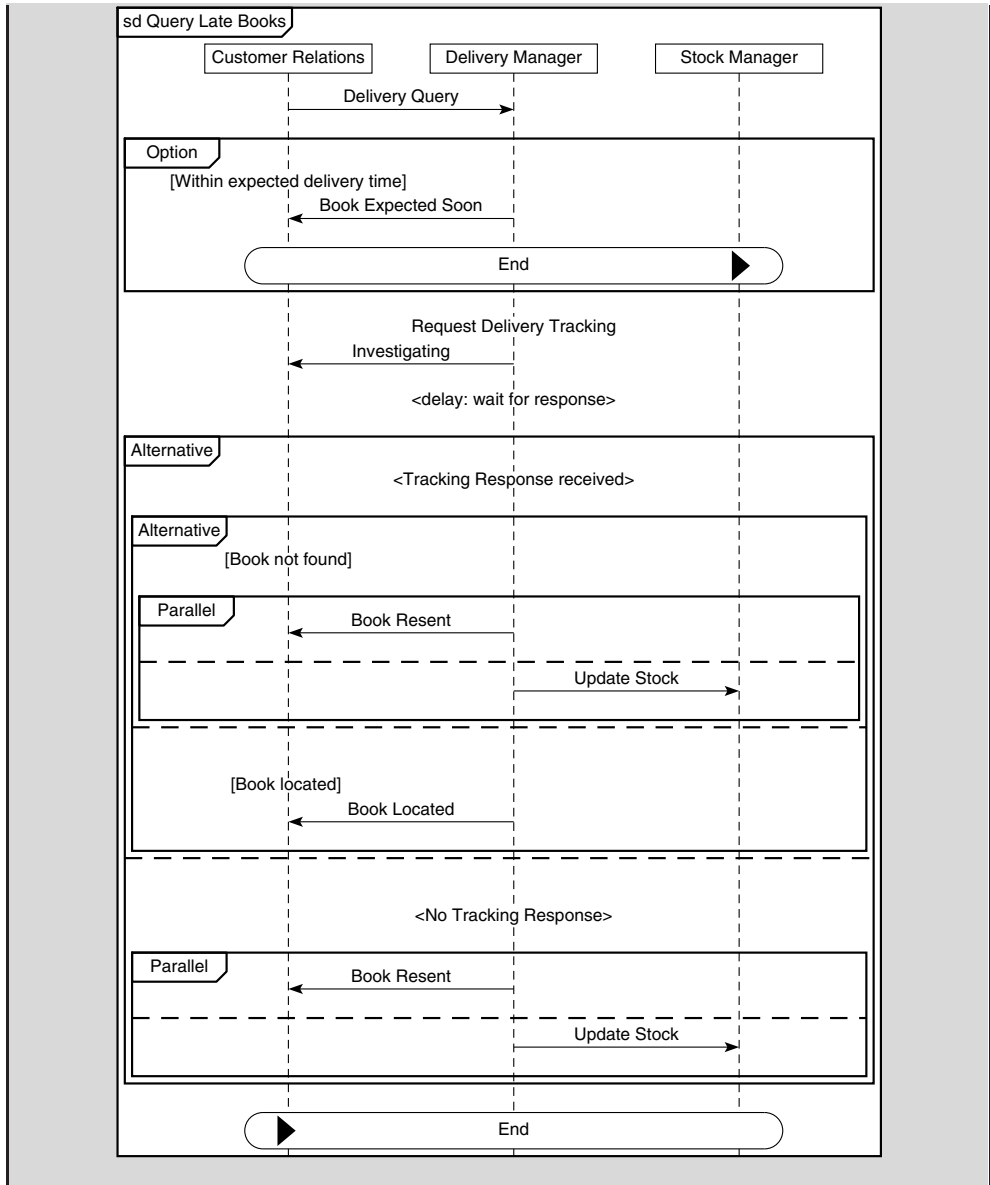 sd Query Late Books
Customer Relations
Delivery Manager
Stock Manager
Delivery Query
Option
[Within expected delivery time]
Book Expected Soon
End
Request Delivery Tracking
Investigating
<delay: wait for response>
Alternative
<Tracking Response received>
Alternative
[Book not found]
Parallel
Book Resent
Update Stock
[Book located]
Book Located
<No Tracking Response>
Parallel
Book Resent
Update Stock
End